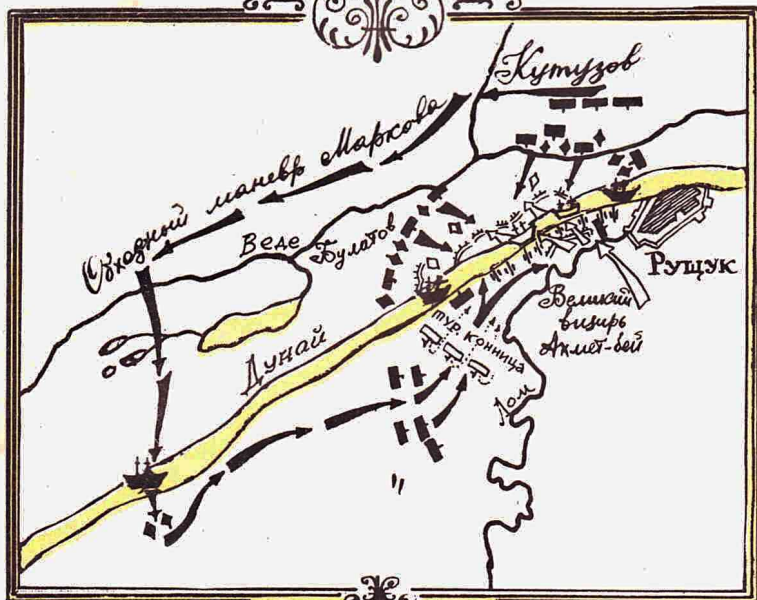 Кутузов
Обходный маневр Маркова
Веде
Булатов
Рущук
Великий
визирь
Ахмет-бей
Дунай
тур. конница
Лом